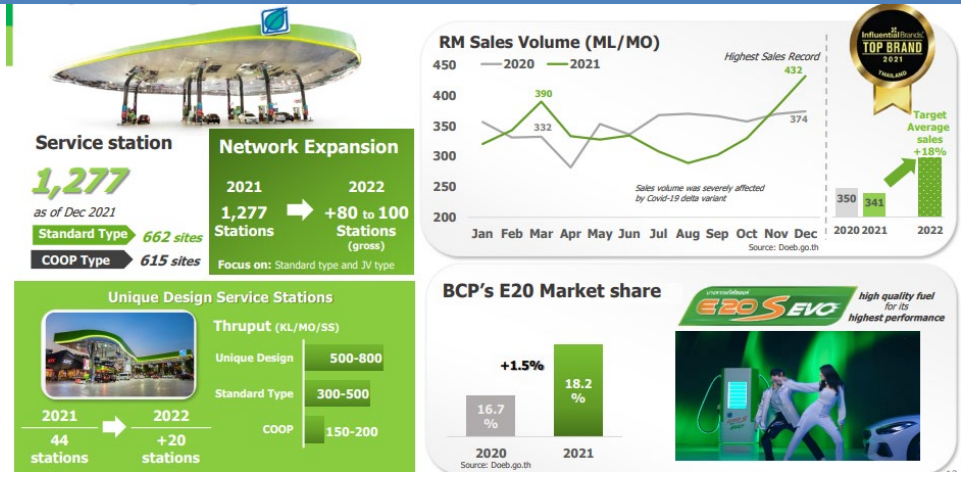 Service station
1,277
as of Dec 2021
Standard Type 662 sites
COOP Type 615 sites
Network Expansion
2021
1,277
Stations
2022
+80 to 100
Stations
(gross)
Focus on: Standard type and JV type
RM Sales Volume (ML/MO)
2020 2021
Highest Sales Record
450
400
350
300
250
200
390
332
432
374
Sales volume was severely affected
by Covid-19 delta variant
Jan Feb Mar Apr May Jun Jul Aug Sep Oct Nov Dec
Source: Doeb.go.th
Influential Brands
TOP BRAND
2021
THAILAND
Target
Average
sales
+18%
350 341
2020 2021 2022
Unique Design Service Stations
2021
44
stations
2022
+20
stations
Thruput (KL/MO/SS)
Unique Design 500-800
Standard Type 300-500
COOP 150-200
BCP's E20 Market share
+1.5%
16.7
%
18.2
%
2020 2021
Source: Doeb.go.th
E20 S EVO
high quality fuel
for its
highest performance